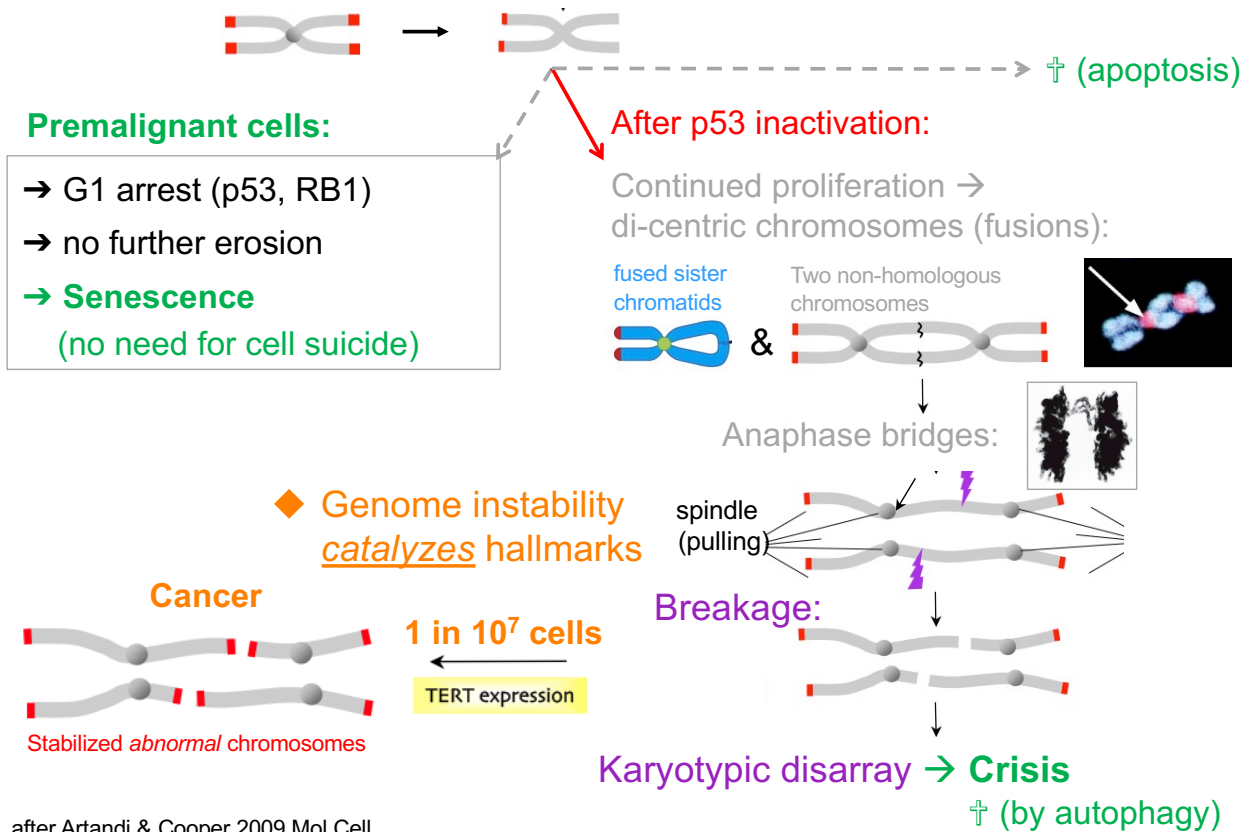 † (apoptosis)
Premalignant cells:
➔ G1 arrest (p53, RB1)
➔ no further erosion
➔ Senescence
(no need for cell suicide)
After p53 inactivation:
Continued proliferation →
di-centric chromosomes (fusions):
fused sister
chromatids
&
Two non-homologous
chromosomes
Anaphase bridges:
spindle
(pulling)
◆ Genome instability
catalyzes hallmarks
Breakage:
Cancer
1 in 10⁷ cells
TERT expression
Stabilized abnormal chromosomes
Karyotypic disarray → Crisis
† (by autophagy)
after Artandi & Cooper 2009 Mol Cell